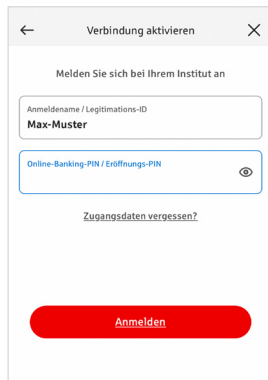 Verbindung aktivieren
Melden Sie sich bei Ihrem Institut an
Anmeldename / Legitimations-ID
Max-Muster
Online-Banking-PIN / Eröffnungs-PIN
Zugangsdaten vergessen?
Anmelden